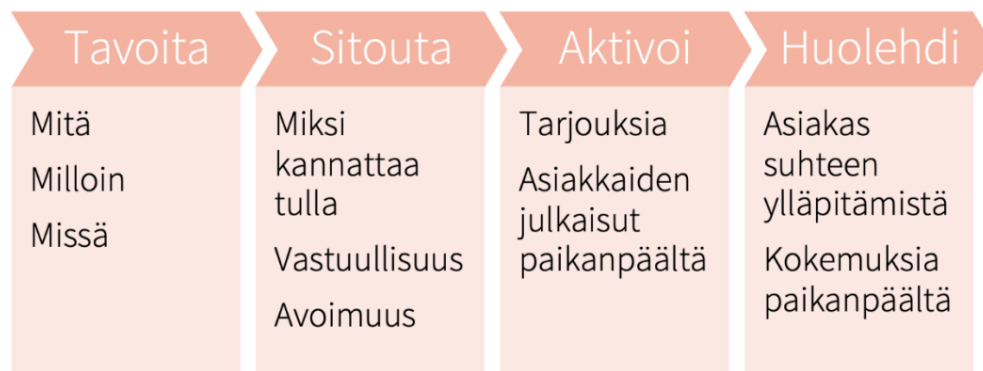 Tavoita
Mitä
Milloin
Missä
Sitouta
Miksi
kannattaa
tulla
Vastuullisuus
Avoimuus
Aktivoi
Tarjouksia
Asiakkaiden
julkaisut
paikanpäältä
Huolehdi
Asiakas
suhteen
ylläpitämistä
Kokemuksia
paikanpäältä